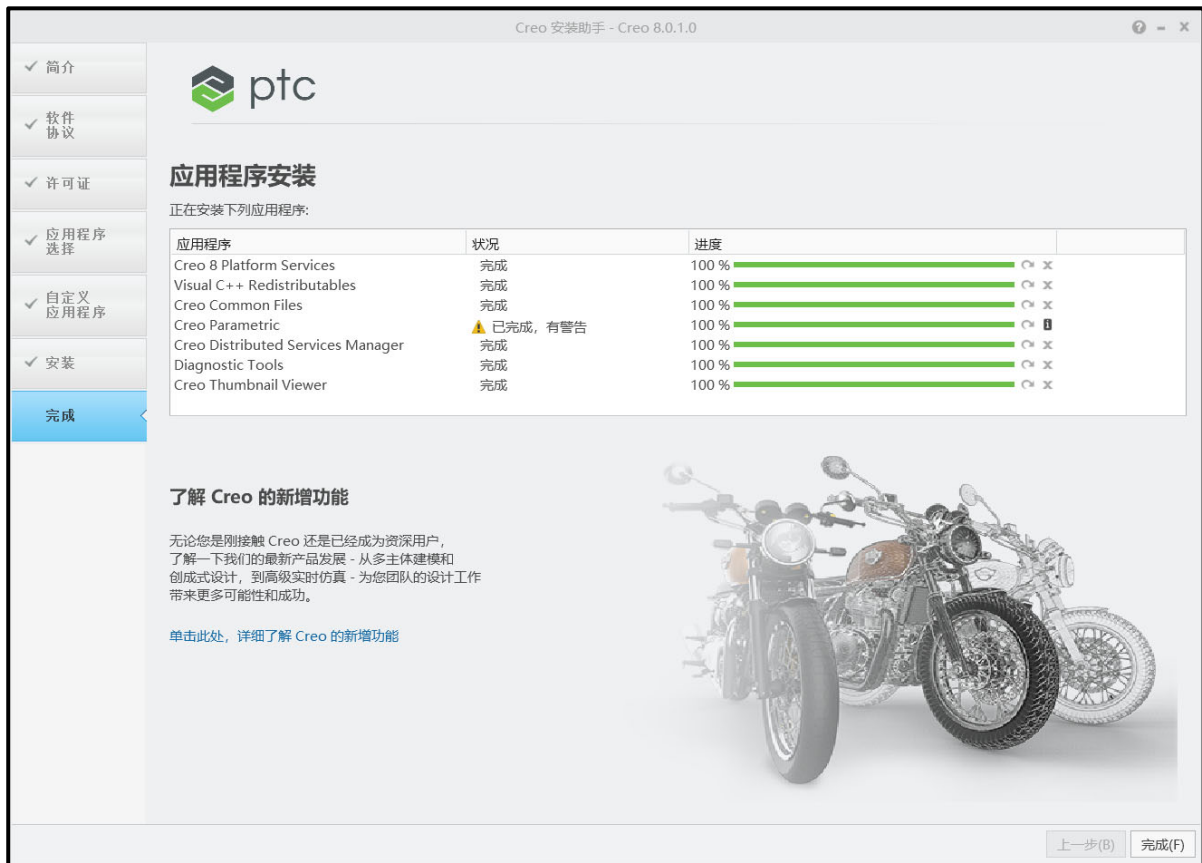 Creo 安装助手 - Creo 8.0.1.0
简介
软件
协议
许可证
应用程序
选择
自定义
应用程序
安装
完成
ptc
应用程序安装
正在安装下列应用程序:
应用程序 状况 进度
Creo 8 Platform Services 完成 100 %
Visual C++ Redistributables 完成 100 %
Creo Common Files 完成 100 %
Creo Parametric 已完成，有警告 100 %
Creo Distributed Services Manager 完成 100 %
Diagnostic Tools 完成 100 %
Creo Thumbnail Viewer 完成 100 %
了解 Creo 的新增功能
无论您是刚接触 Creo 还是已经成为资深用户，
了解一下我们的最新产品发展 - 从多主体建模和
创成式设计，到高级实时仿真 - 为您团队的设计工作
带来更多可能性和成功。
单击此处，详细了解 Creo 的新增功能
上一步(B) 完成(F)